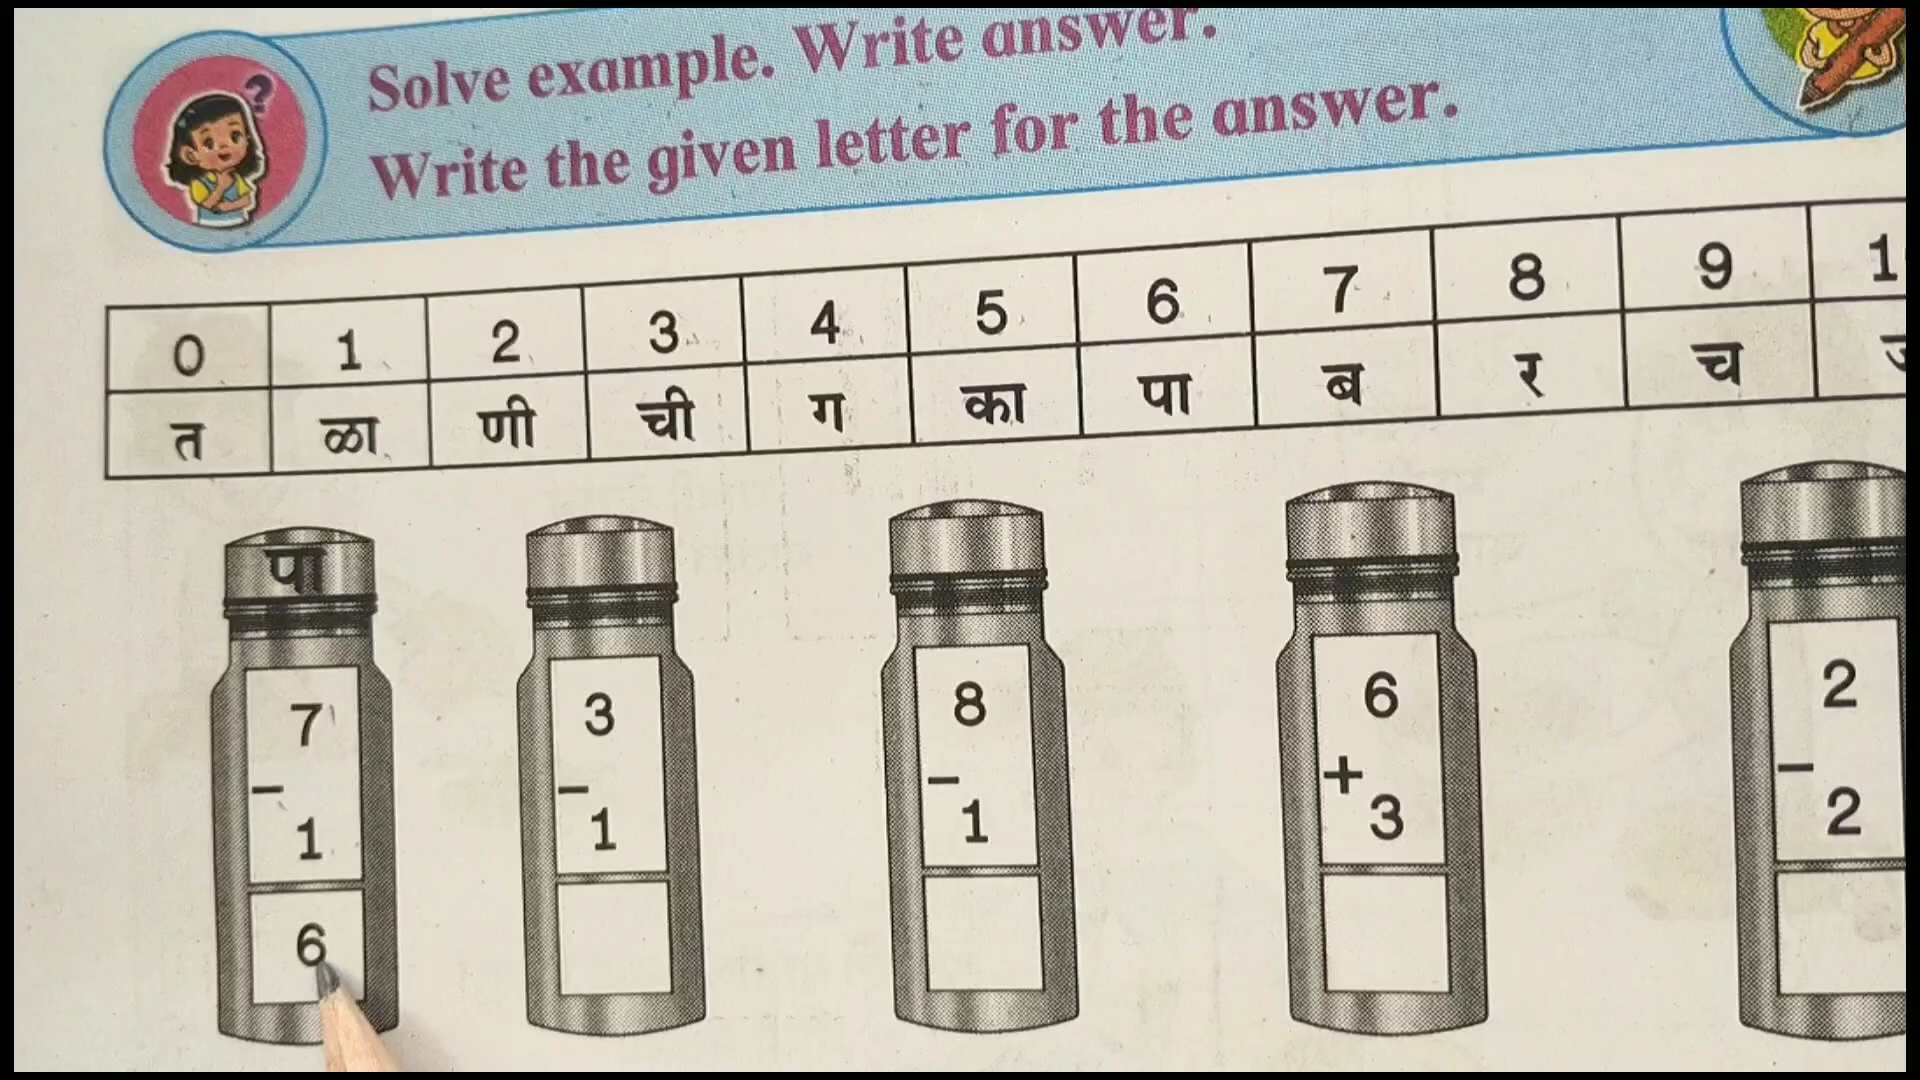 ?
Solve example. Write answer.
Write the given letter for the answer.
0 1 2 3 4 5 6 7 8 9 1
त ळा णी ची ग का पा ब र च
पा
7 3 8 6 2
- 1 - 1 - 1 + 3 - 2
6